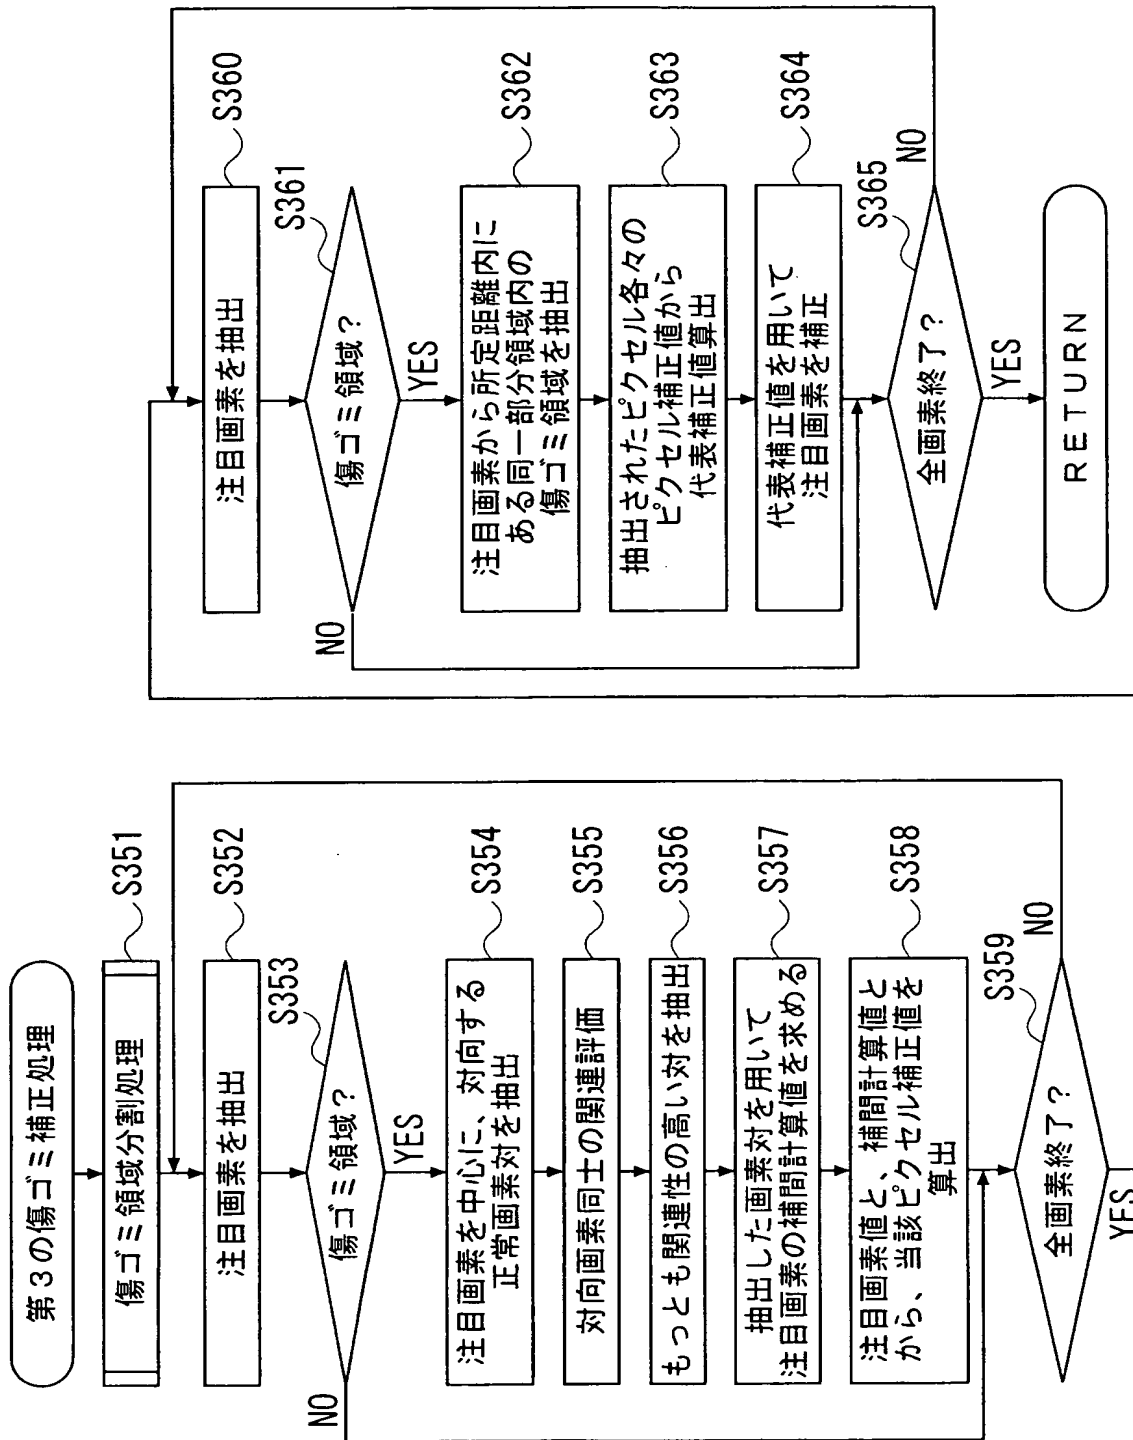 第3の傷ゴミ補正処理
傷ゴミ領域分割処理
S351
注目画素を抽出
S352
傷ゴミ領域?
S353
NO
YES
注目画素を中心に、対向する
正常画素対を抽出
S354
対向画素同士の関連評価
S355
もっとも関連性の高い対を抽出
S356
抽出した画素対を用いて
注目画素の補間計算値を求める
S357
注目画素値と、補間計算値と
から、当該ピクセル補正値を
算出
S358
全画素終了?
S359
NO
YES
注目画素を抽出
S360
傷ゴミ領域?
S361
NO
YES
注目画素から所定距離内に
ある同一部分領域内の
傷ゴミ領域を抽出
S362
抽出されたピクセル各々の
ピクセル補正値から
代表補正値算出
S363
代表補正値を用いて
注目画素を補正
S364
全画素終了?
S365
NO
YES
RETURN